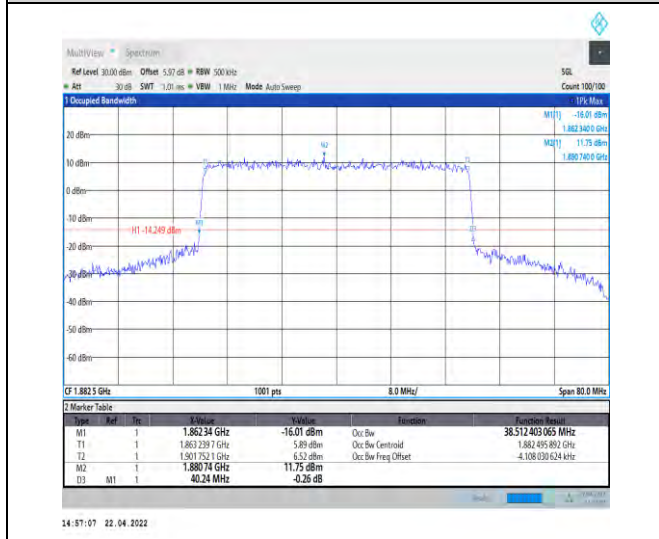 MultiView Spectrum
Ref Level 30.00 dBm Offset 5.97 dB RBW 500 kHz SGL
Att 30 dB SWT 1.01 ms VBW 1 MHz Mode Auto Sweep Count 100/100
1 Occupied Bandwidth 1Pk Max
M1[1] -16.01 dBm
1.862 340 0 GHz
M2[1] 11.75 dBm
1.880 740 0 GHz
20 dBm
M2
T1
10 dBm
0 dBm
-10 dBm
M1
H1 -14.249 dBm
-20 dBm
-30 dBm
-40 dBm
-50 dBm
-60 dBm
CF 1.882 5 GHz 1001 pts 8.0 MHz/ Span 80.0 MHz
2 Marker Table
Type Ref Trc X-Value Y-Value Function Function Result
M1 1 1.862 34 GHz -16.01 dBm Occ Bw 38.512 403 065 MHz
T1 1 1.863 239 7 GHz 5.89 dBm Occ Bw Centroid 1.882 495 892 GHz
T2 1 1.901 752 1 GHz 6.52 dBm Occ Bw Freq Offset -4.108 030 624 kHz
M2 1 1.880 74 GHz 11.75 dBm
D3 M1 1 40.24 MHz -0.26 dB
14:57:07 22.04.2022